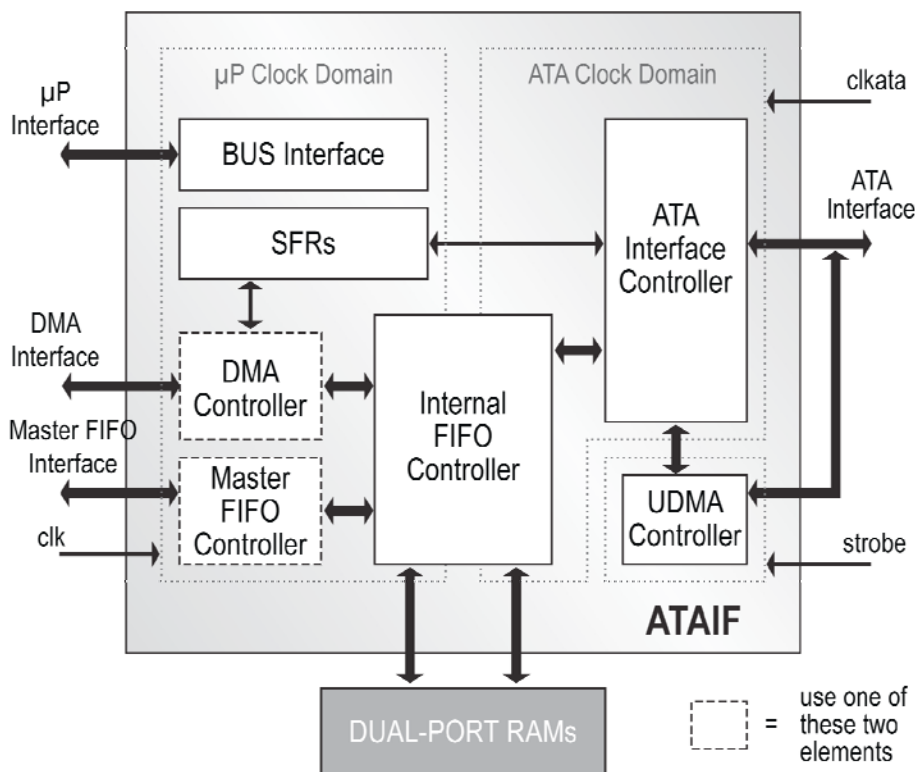 µP Clock Domain
ATA Clock Domain
clkata
µP
Interface
BUS Interface
SFRs
ATA
Interface
Controller
ATA
Interface
DMA
Interface
DMA
Controller
Internal
FIFO
Controller
Master FIFO
Interface
Master
FIFO
Controller
UDMA
Controller
clk
strobe
ATAIF
DUAL-PORT RAMs
=
use one of
these two
elements